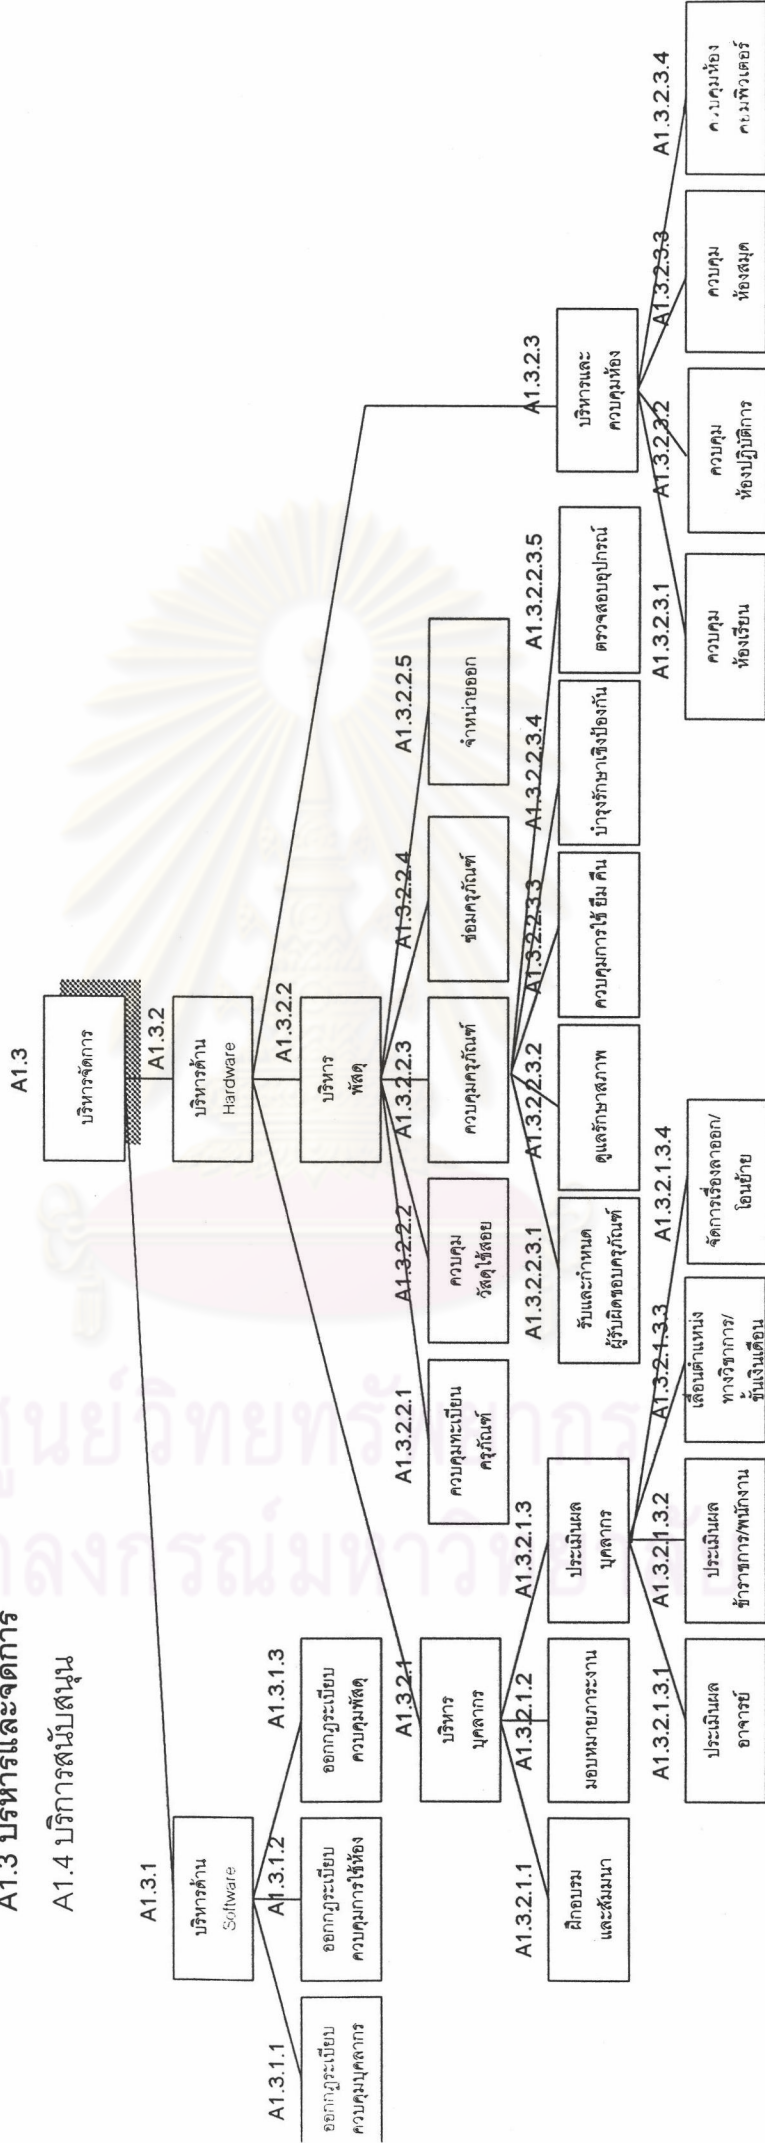 A1.3 บริหารและจัดการ
A1.4 บริการสนับสนุน
A1.3
บริหารจัดการ
A1.3.1
บริหารด้าน
Software
A1.3.2
บริหารด้าน
Hardware
A1.3.1.1
ออกกฎระเบียบ
ควบคุมบุคลากร
A1.3.1.2
ออกกฎระเบียบ
ควบคุมการใช้ห้อง
A1.3.1.3
ออกกฎระเบียบ
ควบคุมพัสดุ
A1.3.2.1
บริหาร
บุคลากร
A1.3.2.2
บริหาร
พัสดุ
A1.3.2.3
บริหารและ
ควบคุมห้อง
A1.3.2.1.1
ฝึกอบรม
และสัมมนา
A1.3.2.1.2
มอบหมายภาระงาน
A1.3.2.1.3
ประเมินผล
บุคลากร
A1.3.2.1.3.1
ประเมินผล
อาจารย์
A1.3.2.1.3.2
ประเมินผล
ข้าราชการ/พนักงาน
A1.3.2.1.3.3
เลื่อนตำแหน่ง
ทางวิชาการ/
ขั้นเงินเดือน
A1.3.2.1.3.4
จัดการเรื่องลาออก/
โอนย้าย
A1.3.2.2.1
ควบคุมทะเบียน
ครุภัณฑ์
A1.3.2.2.2
ควบคุม
วัสดุใช้สอย
A1.3.2.2.3
ควบคุมครุภัณฑ์
A1.3.2.2.4
ซ่อมครุภัณฑ์
A1.3.2.2.5
จำหน่ายออก
A1.3.2.2.3.1
รับและกำหนด
ผู้รับผิดชอบครุภัณฑ์
A1.3.2.2.3.2
ดูแลรักษาสภาพ
A1.3.2.2.3.3
ควบคุมการใช้ ยืม คืน
A1.3.2.2.3.4
บำรุงรักษาเชิงป้องกัน
A1.3.2.2.3.5
ตรวจสอบอุปกรณ์
A1.3.2.3.1
ควบคุม
ห้องเรียน
A1.3.2.3.2
ควบคุม
ห้องปฏิบัติการ
A1.3.2.3.3
ควบคุม
ห้องสมุด
A1.3.2.3.4
ควบคุมห้อง
คอมพิวเตอร์